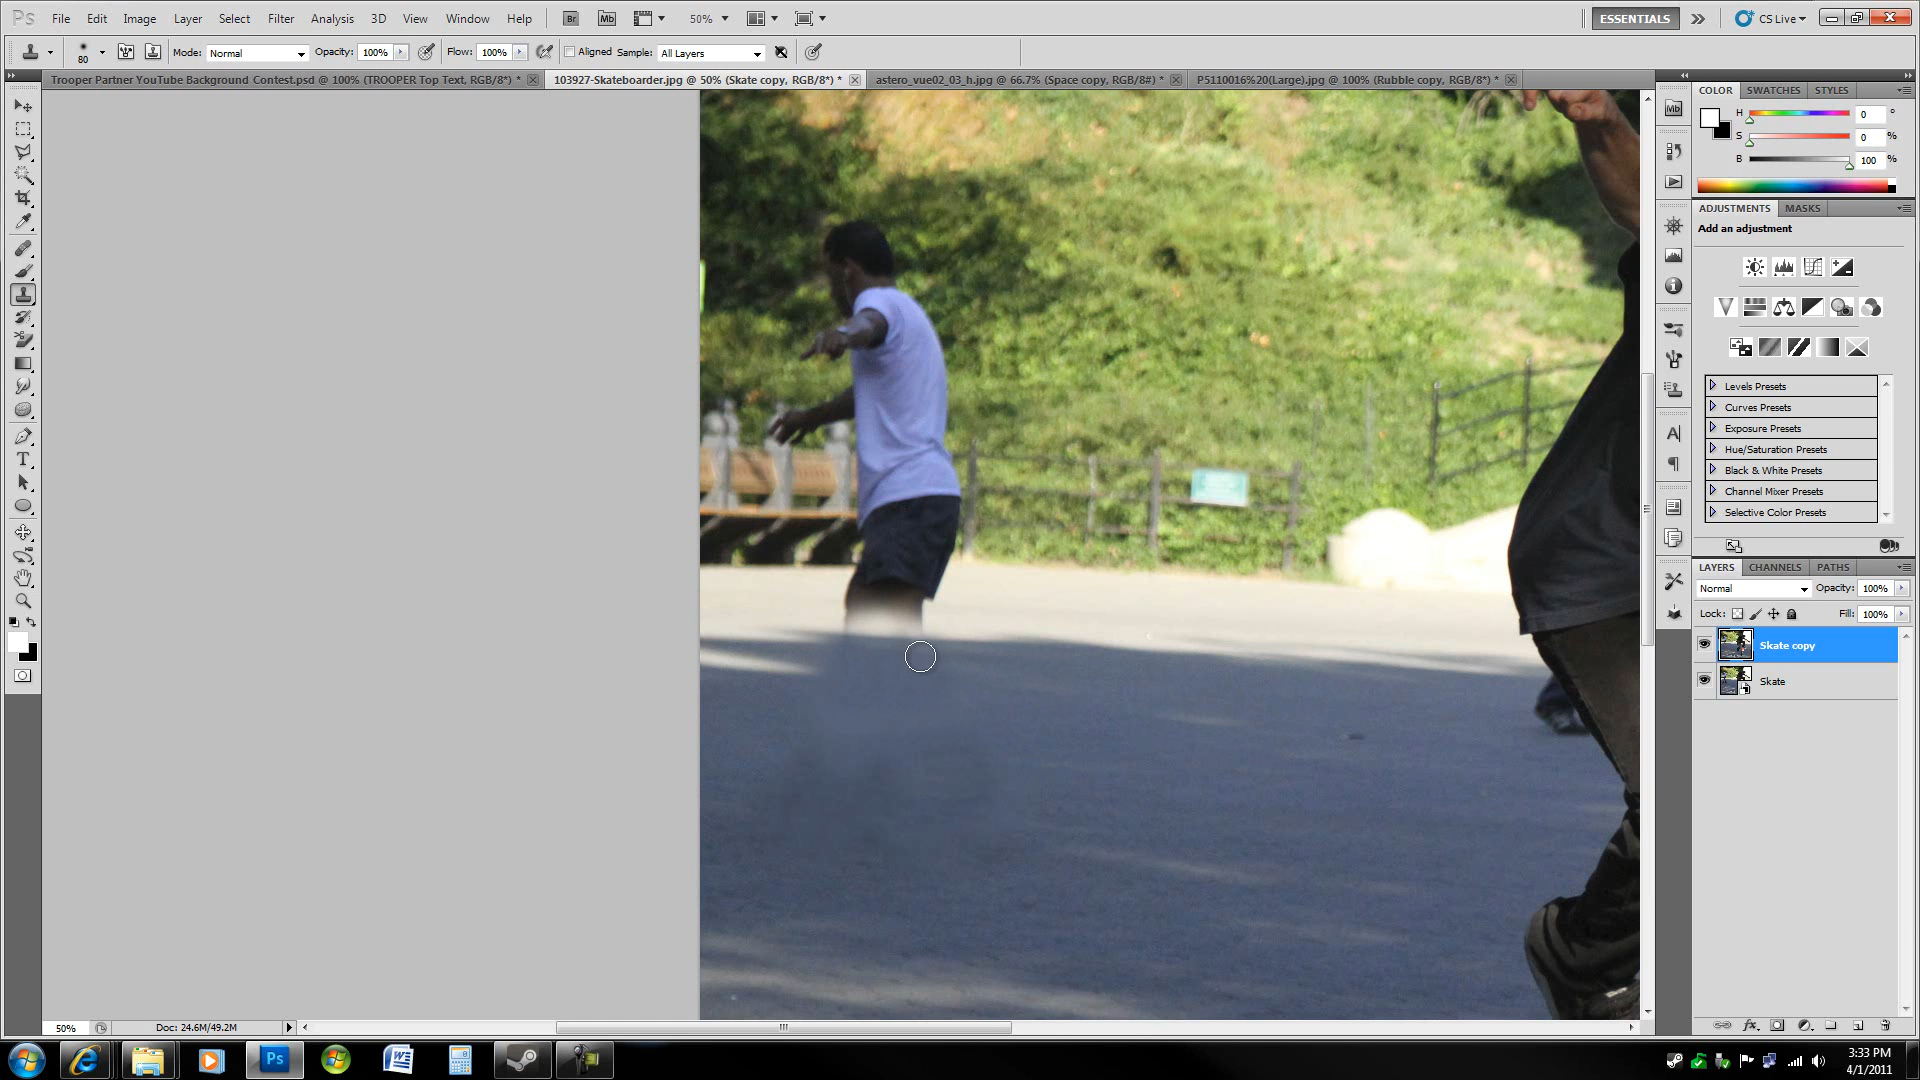 Ps File Edit Image Layer Select Filter Analysis 3D View Window Help Br Mb 50% ESSENTIALS CS Live
80 Mode: Normal Opacity: 100% Flow: 100% Aligned Sample: All Layers
Trooper Partner YouTube Background Contest.psd @ 100% (TROOPER Top Text, RGB/8*) * 103927-Skateboarder.jpg @ 50% (Skate copy, RGB/8*) * astero_vue02_03_h.jpg @ 66.7% (Space copy, RGB/8#) * P5110016%20(Large).jpg @ 100% (Rubble copy, RGB/8*) *
COLOR SWATCHES STYLES
Mb
H 0 °
S 0 %
B 100 %
ADJUSTMENTS MASKS
Add an adjustment
Levels Presets
Curves Presets
Exposure Presets
Hue/Saturation Presets
Black & White Presets
Channel Mixer Presets
Selective Color Presets
LAYERS CHANNELS PATHS
Normal Opacity: 100%
Lock: Fill: 100%
Skate copy
Skate
50% Doc: 24.6M/49.2M
Ps
3:33 PM
4/1/2011